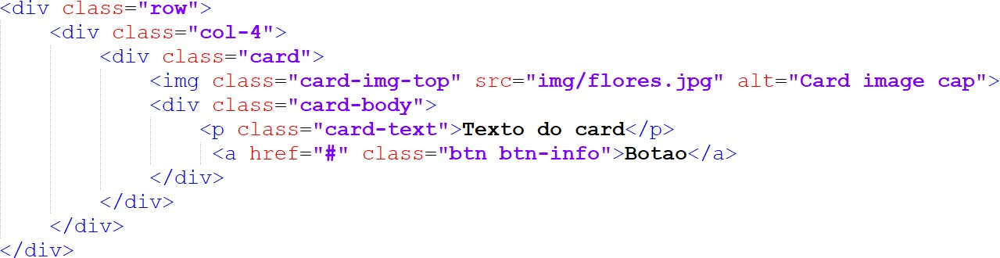 <div class="row">
<div class="col-4">
<div class="card">
<img class="card-img-top" src="img/flores.jpg" alt="Card image cap">
<div class="card-body">
<p class="card-text">Texto do card</p>
<a href="#" class="btn btn-info">Botao</a>
</div>
</div>
</div>
</div>